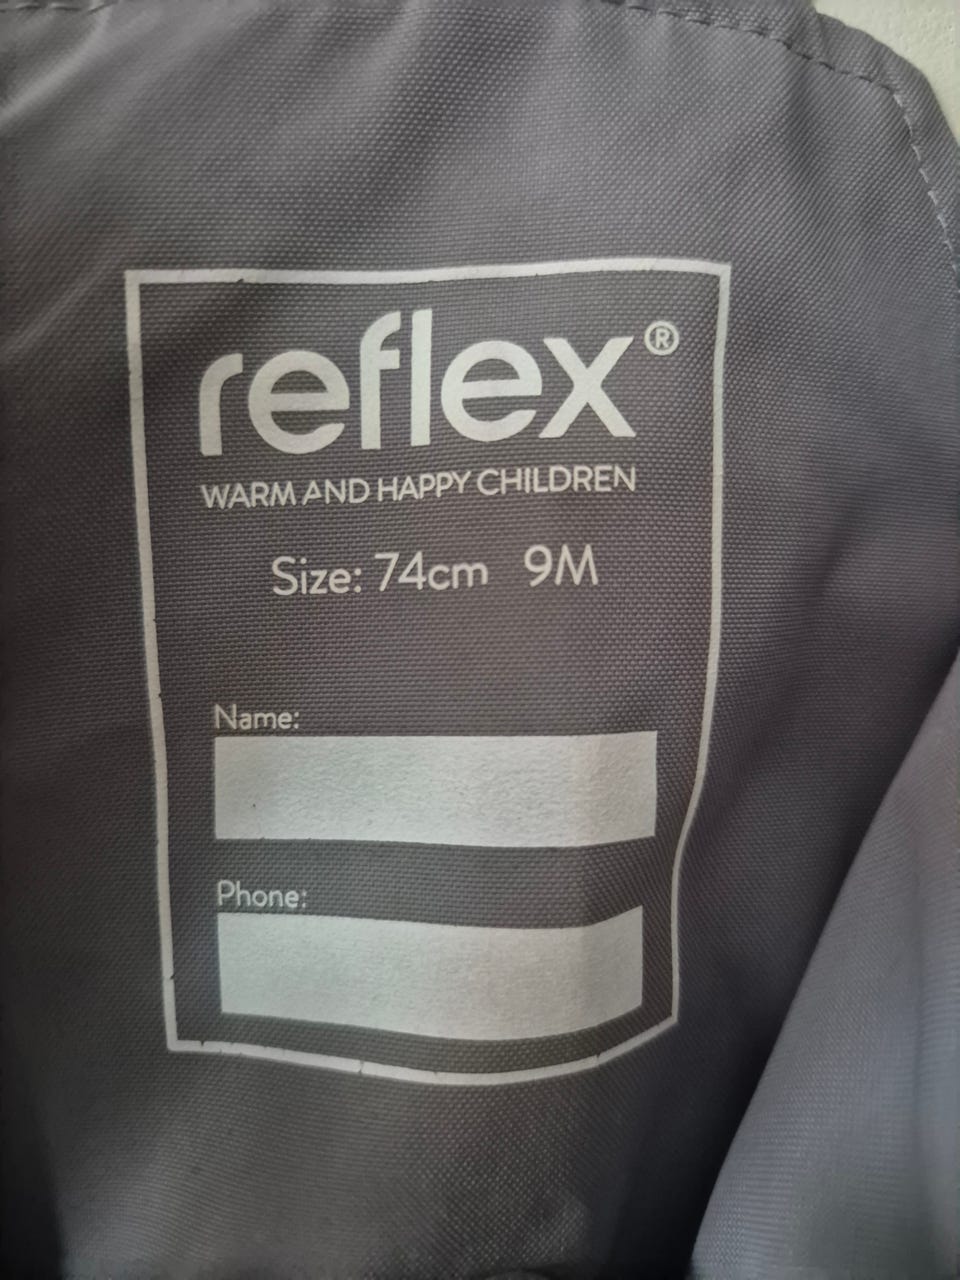 reflex®
WARM AND HAPPY CHILDREN
Size: 74cm 9M
Name:
Phone: